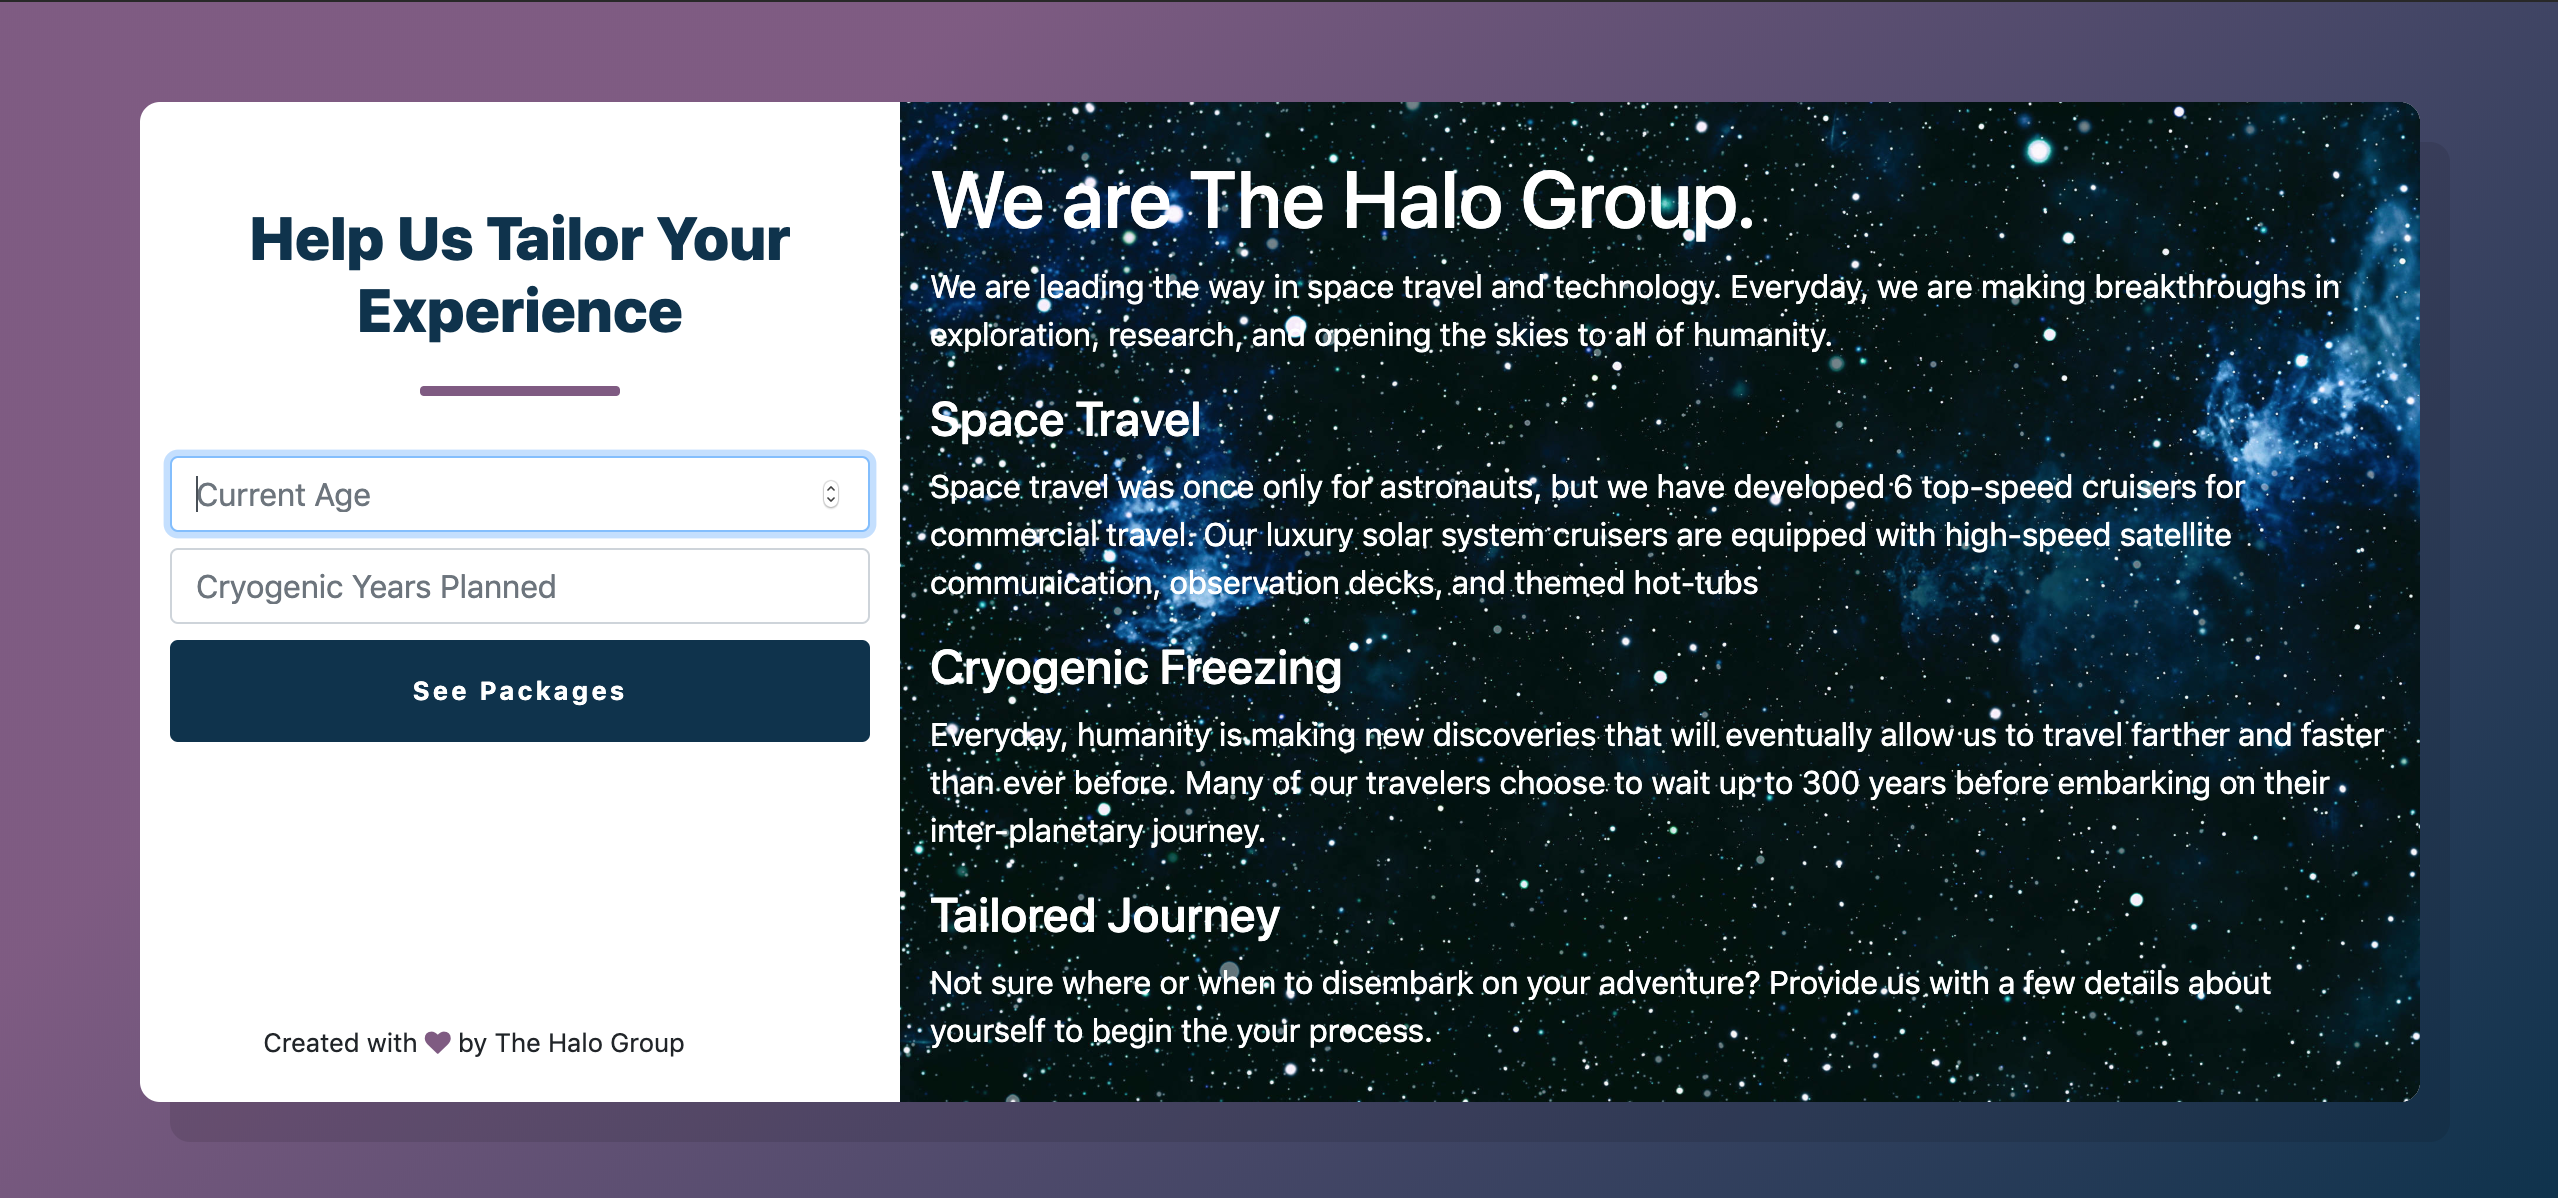 Help Us Tailor Your
Experience
Current Age
Cryogenic Years Planned
See Packages
Created with by The Halo Group
We are The Halo Group.
We are leading the way in space travel and technology. Everyday, we are making breakthroughs in
exploration, research, and opening the skies to all of humanity.
Space Travel
Space travel was once only for astronauts, but we have developed 6 top-speed cruisers for
commercial travel. Our luxury solar system cruisers are equipped with high-speed satellite
communication, observation decks, and themed hot-tubs
Cryogenic Freezing
Everyday, humanity is making new discoveries that will eventually allow us to travel farther and faster
than ever before. Many of our travelers choose to wait up to 300 years before embarking on their
inter-planetary journey.
Tailored Journey
Not sure where or when to disembark on your adventure? Provide us with a few details about
yourself to begin the your process.